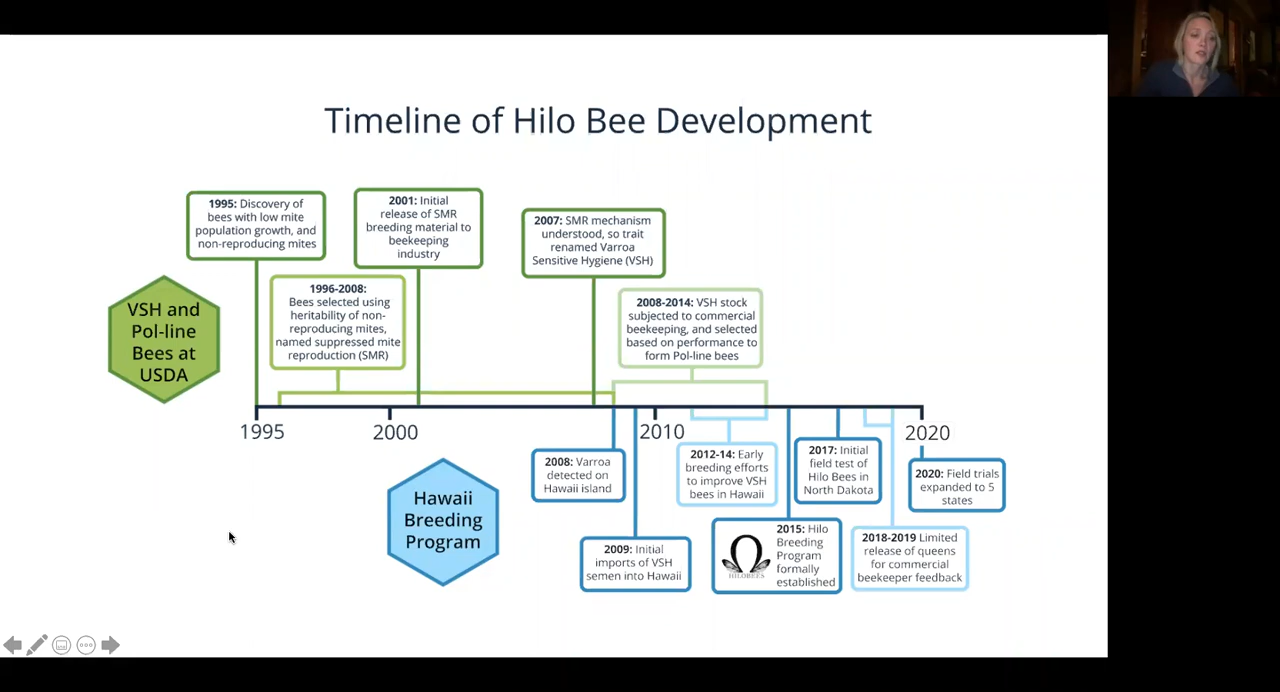 Timeline of Hilo Bee Development
1995: Discovery of
bees with low mite
population growth, and
non-reproducing mites
2001: Initial
release of SMR
breeding material to
beekeeping
industry
2007: SMR mechanism
understood, so trait
renamed Varroa
Sensitive Hygiene (VSH)
VSH and
Pol-line
Bees at
USDA
1996-2008:
Bees selected using
heritability of non-
reproducing mites,
named suppressed mite
reproduction (SMR)
2008-2014: VSH stock
subjected to commercial
beekeeping, and selected
based on performance to
form Pol-line bees
1995
2000
2010
2020
Hawaii
Breeding
Program
2008: Varroa
detected on
Hawaii island
2009: Initial
imports of VSH
semen into Hawaii
2012-14: Early
breeding efforts
to improve VSH
bees in Hawaii
HILOBEES
2015: Hilo
Breeding
Program
formally
established
2017: Initial
field test of
Hilo Bees in
North Dakota
2018-2019 Limited
release of queens
for commercial
beekeeper feedback
2020: Field trials
expanded to 5
states